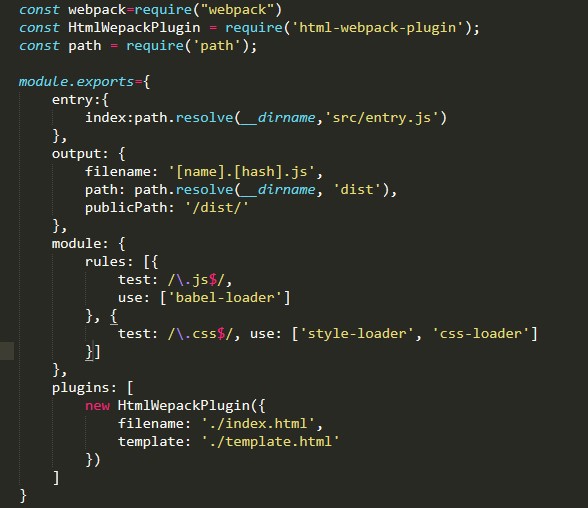 const webpack=require("webpack")
const HtmlWepackPlugin = require('html-webpack-plugin');
const path = require('path');
module.exports={
    entry:{
        index:path.resolve(__dirname,'src/entry.js')
    },
    output: {
        filename: '[name].[hash].js',
        path: path.resolve(__dirname, 'dist'),
        publicPath: '/dist/'
    },
    module: {
        rules: [{
            test: /\.js$/,
            use: ['babel-loader']
        }, {
            test: /\.css$/, use: ['style-loader', 'css-loader']
        }]
    },
    plugins: [
        new HtmlWepackPlugin({
            filename: './index.html',
            template: './template.html'
        })
    ]
}